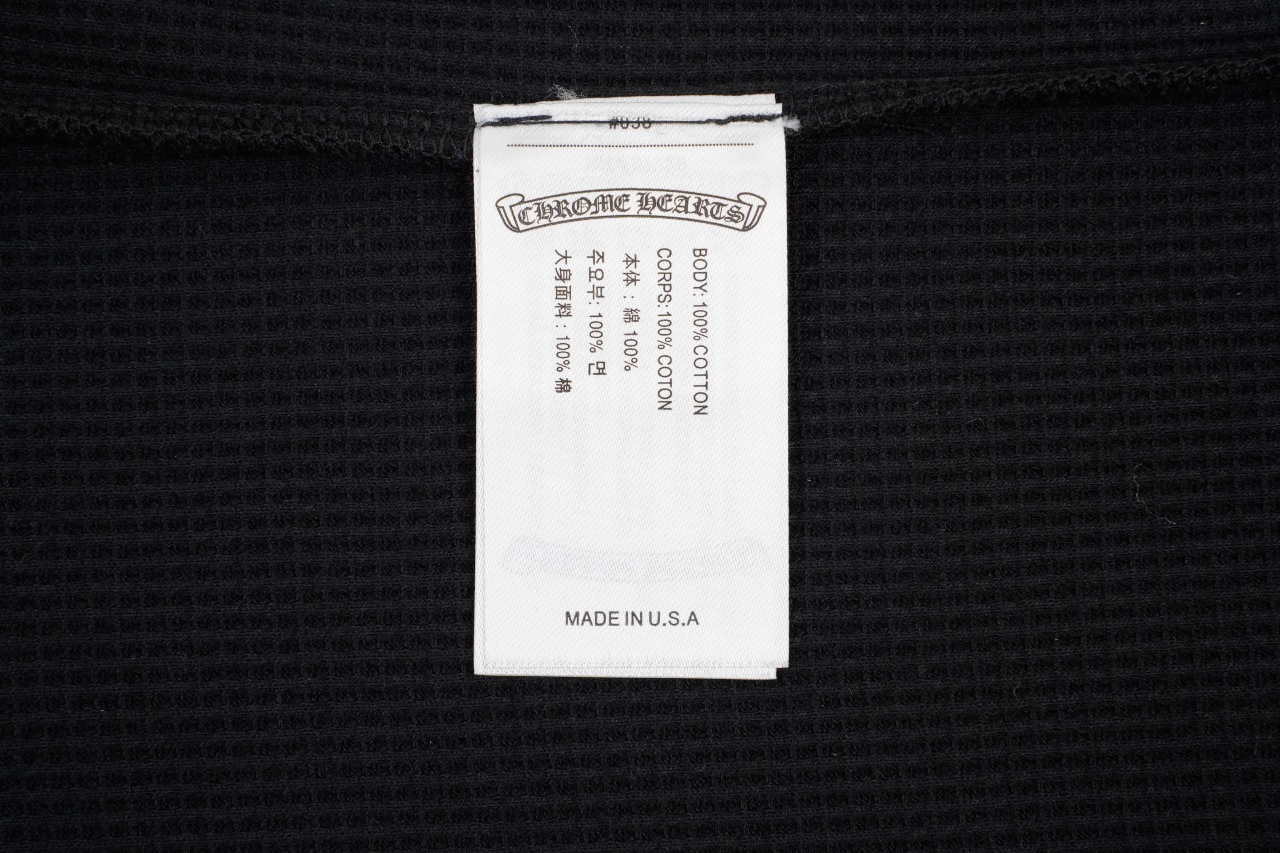 #038
CHROME HEARTS
BODY: 100% COTTON
CORPS:100% COTON
本体 : 綿 100%
주요부: 100% 면
大身面料 : 100% 棉
MADE IN U.S.A